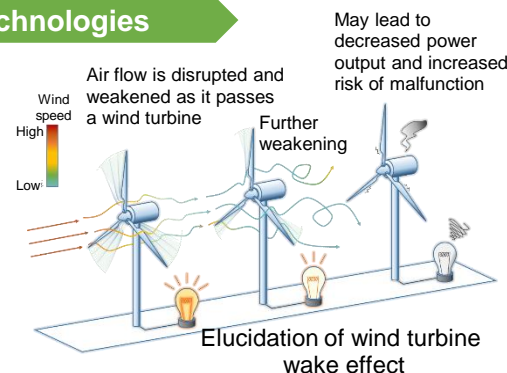 chnologies
May lead to
decreased power
output and increased
risk of malfunction
Air flow is disrupted and
weakened as it passes
a wind turbine
Wind
speed
High
Low
Further
weakening
Elucidation of wind turbine
wake effect